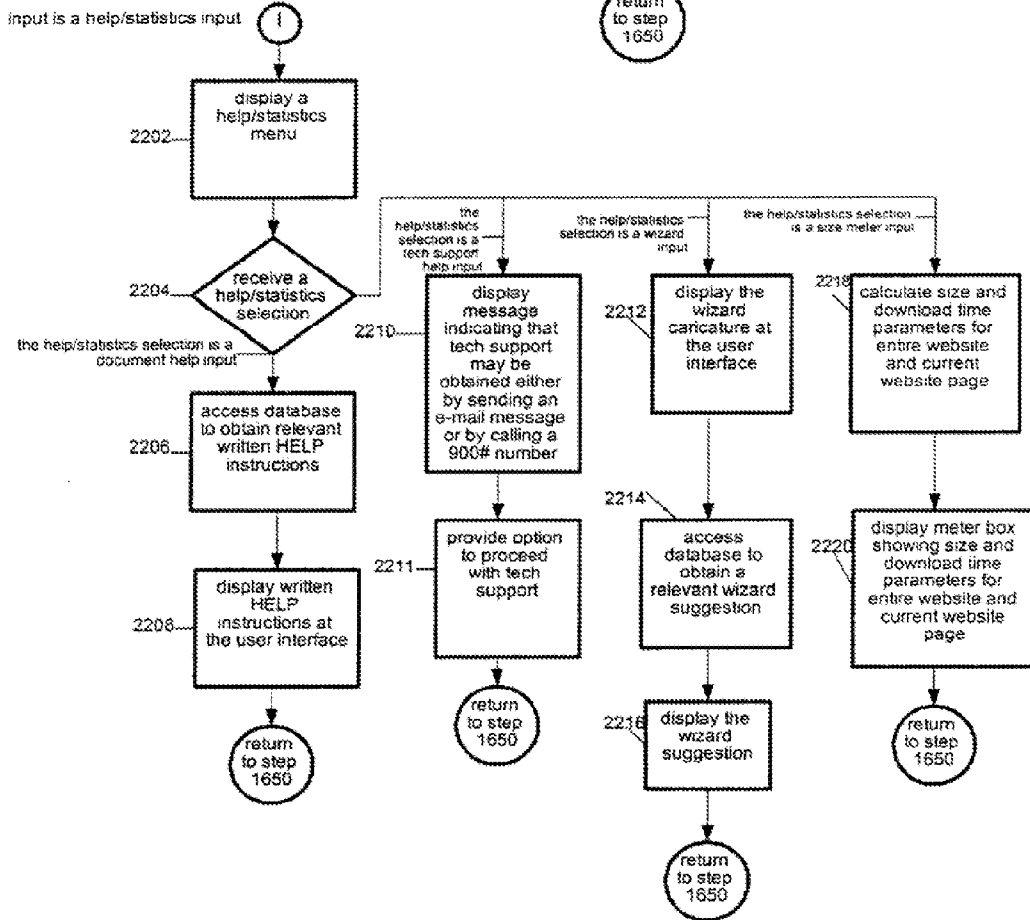 return
to step
1650
input is a help/statistics input
I
display a
help/statistics
menu
2202
receive a
help/statistics
selection
2204
the help/statistics selection is a
document help input
access database
to obtain relevant
written HELP
instructions
2206
display written
HELP
instructions at
the user interface
2208
return
to step
1650
the
help/statistics
selection is a
tech support
help input
display
message
indicating that
tech support
may be
obtained either
by sending an
e-mail message
or by calling a
900# number
2210
provide option
to proceed
with tech
support
2211
return
to step
1650
the help/statistics
selection is a wizard
input
display the
wizard
caricature at
the user
interface
2212
2214
access
database to
obtain a
relevant wizard
suggestion
2216
display the
wizard
suggestion
return
to step
1650
the help/statistics selection
is a size meter input
2218
calculate size and
download time
parameters for
entire website
and current
website page
2220
display meter box
showing size and
download time
parameters for
entire website and
current website
page
return
to step
1650